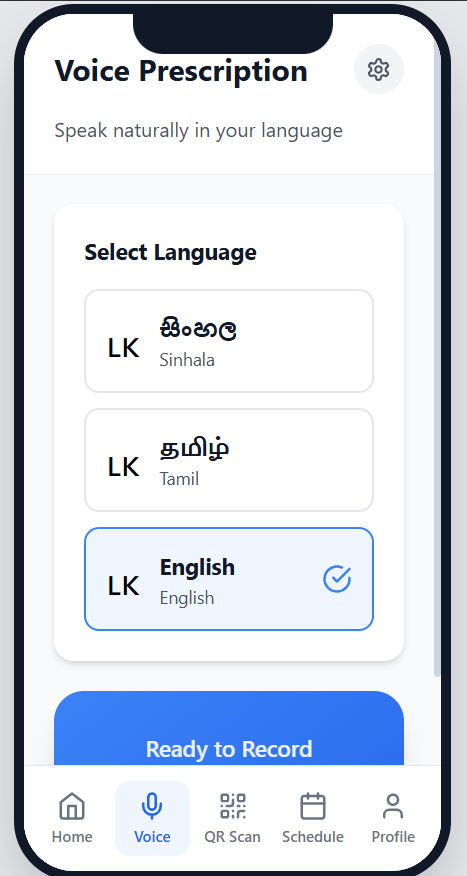 Voice Prescription
Speak naturally in your language
Select Language
LK
සිංහල
Sinhala
LK
தமிழ்
Tamil
LK
English
English
Ready to Record
Home
Voice
QR Scan
Schedule
Profile